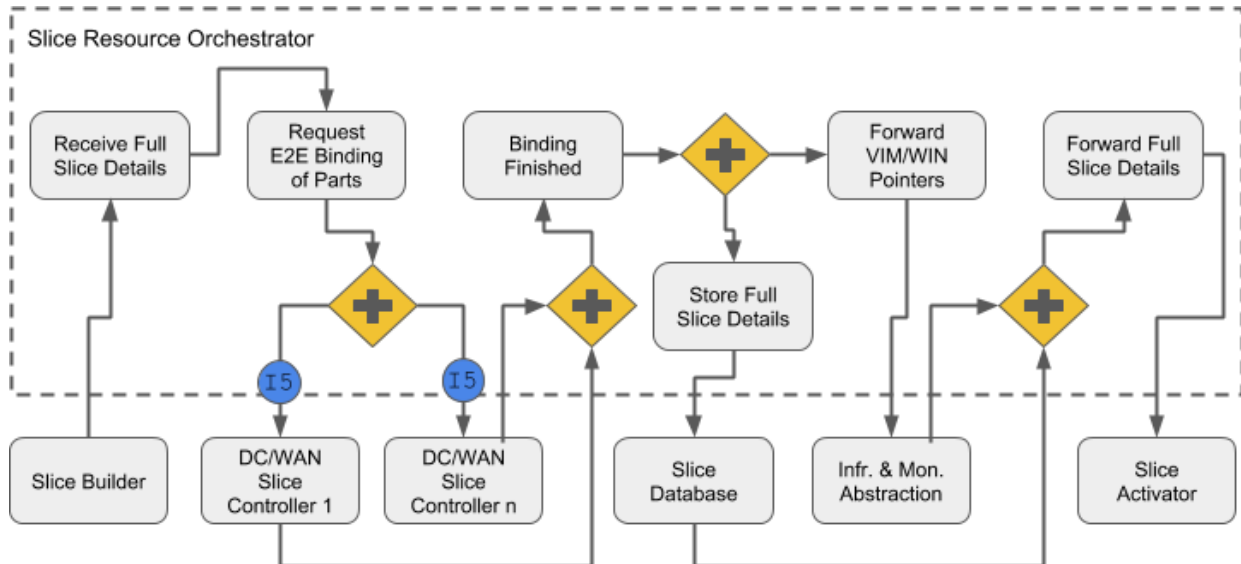 Slice Resource Orchestrator
Receive Full
Slice Details
Request
E2E Binding
of Parts
Binding
Finished
Forward
VIM/WIN
Pointers
Forward Full
Slice Details
Store Full
Slice Details
I5
I5
Slice Builder
DC/WAN
Slice
Controller 1
DC/WAN
Slice
Controller n
Slice
Database
Infr. & Mon.
Abstraction
Slice
Activator